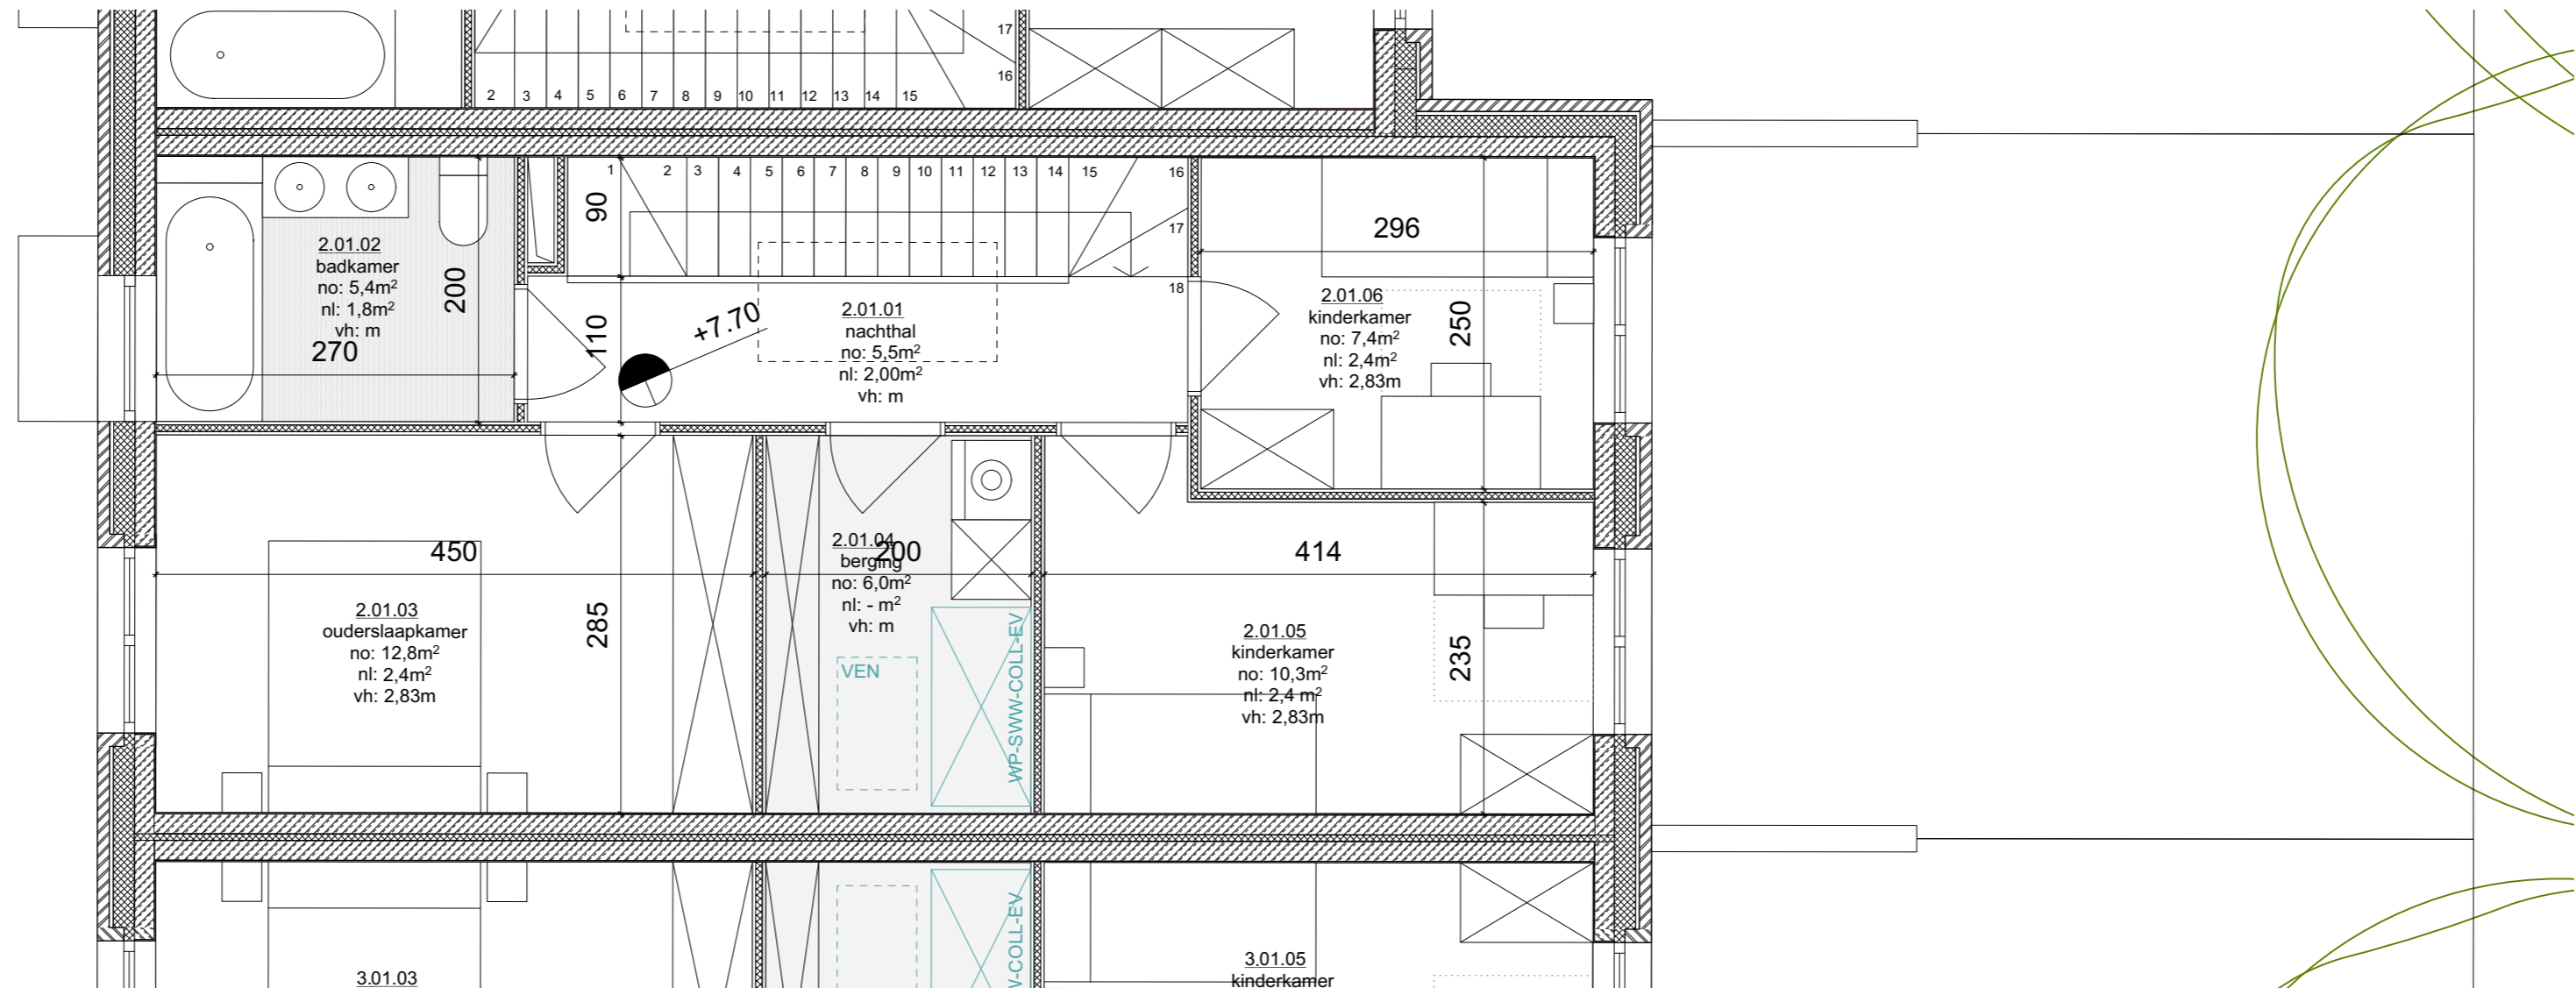 17
16
2 3 4 5 6 7 8 9 10 11 12 13 14 15
1 2 3 4 5 6 7 8 9 10 11 12 13 14 15 16
17
18
90
296
2.01.02
badkamer
no: 5,4m²
nl: 1,8m²
vh: m
200
270
110
+7.70
2.01.01
nachthal
no: 5,5m²
nl: 2,00m²
vh: m
2.01.06
kinderkamer
no: 7,4m²
nl: 2,4m²
vh: 2,83m
250
450
200
414
2.01.03
ouderslaapkamer
no: 12,8m²
nl: 2,4m²
vh: 2,83m
285
2.01.04
berging
no: 6,0m²
nl: - m²
vh: m
VEN
WP-SWW-COLL-EV
2.01.05
kinderkamer
no: 10,3m²
nl: 2,4 m²
vh: 2,83m
235
3.01.03
W-COLL-EV
3.01.05
kinderkamer